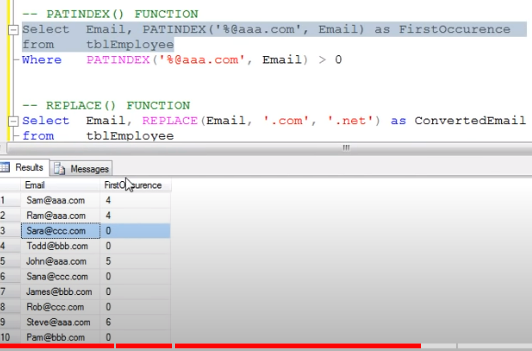 -- PATINDEX() FUNCTION
Select Email, PATINDEX('%@aaa.com', Email) as FirstOccurence
from tblEmployee
Where PATINDEX('%@aaa.com', Email) > 0
-- REPLACE() FUNCTION
Select Email, REPLACE(Email, '.com', '.net') as ConvertedEmail
from tblEmployee
Results Messages
Email FirstOccurence
1 Sam@aaa.com 4
2 Ram@aaa.com 4
3 Sara@ccc.com 0
4 Todd@bbb.com 0
5 John@aaa.com 5
6 Sana@ccc.com 0
7 James@bbb.com 0
8 Rob@ccc.com 0
9 Steve@aaa.com 6
10 Pam@bbb.com 0